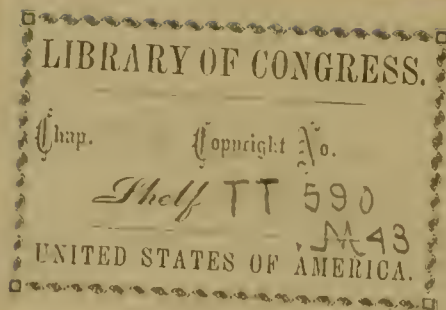 LIBRARY OF CONGRESS.
Chap. Copyright No.
Shelf TT 590
.M43
UNITED STATES OF AMERICA.